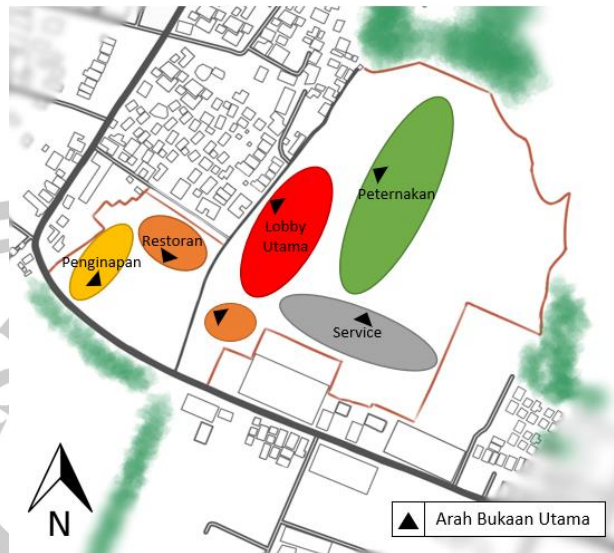 Peternakan
Lobby
Utama
Restoran
Penginapan
Service
N
Arah Bukaan Utama